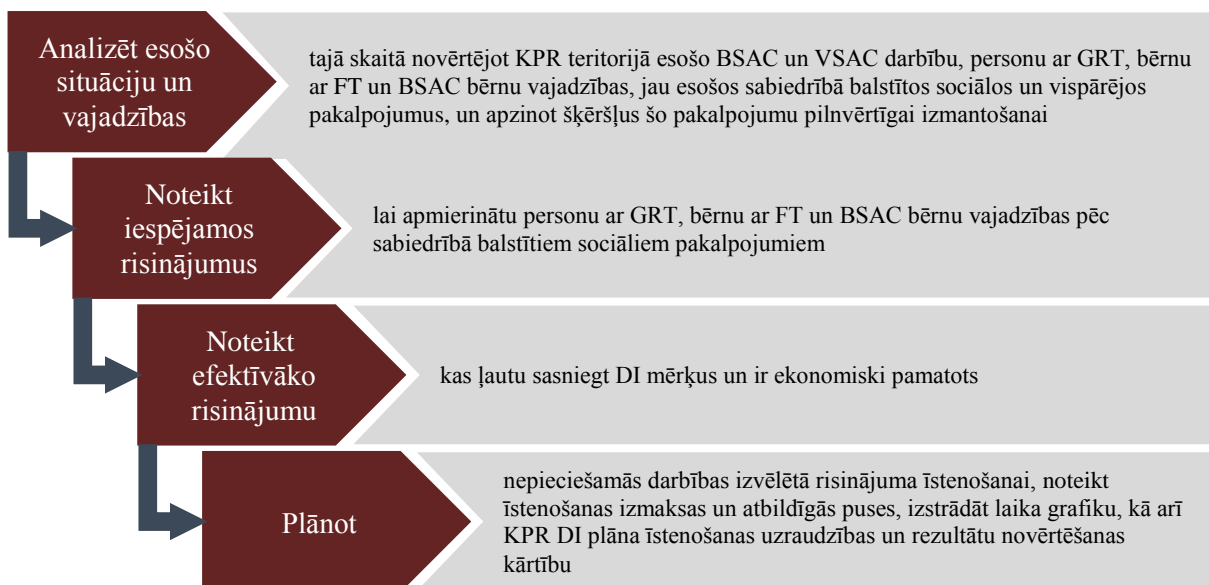 Analizēt esošo
situāciju un
vajadzības
tajā skaitā novērtējot KPR teritorijā esošo BSAC un VSAC darbību, personu ar GRT, bērnu
ar FT un BSAC bērnu vajadzības, jau esošos sabiedrībā balstītos sociālos un vispārējos
pakalpojumus, un apzinot šķēršļus šo pakalpojumu pilnvērtīgai izmantošanai
Noteikt
iespējamos
risinājumus
lai apmierinātu personu ar GRT, bērnu ar FT un BSAC bērnu vajadzības pēc
sabiedrībā balstītiem sociāliem pakalpojumiem
Noteikt
efektīvāko
risinājumu
kas ļautu sasniegt DI mērķus un ir ekonomiski pamatots
Plānot
nepieciešamās darbības izvēlētā risinājuma īstenošanai, noteikt
īstenošanas izmaksas un atbildīgās puses, izstrādāt laika grafiku, kā arī
KPR DI plāna īstenošanas uzraudzības un rezultātu novērtēšanas
kārtību